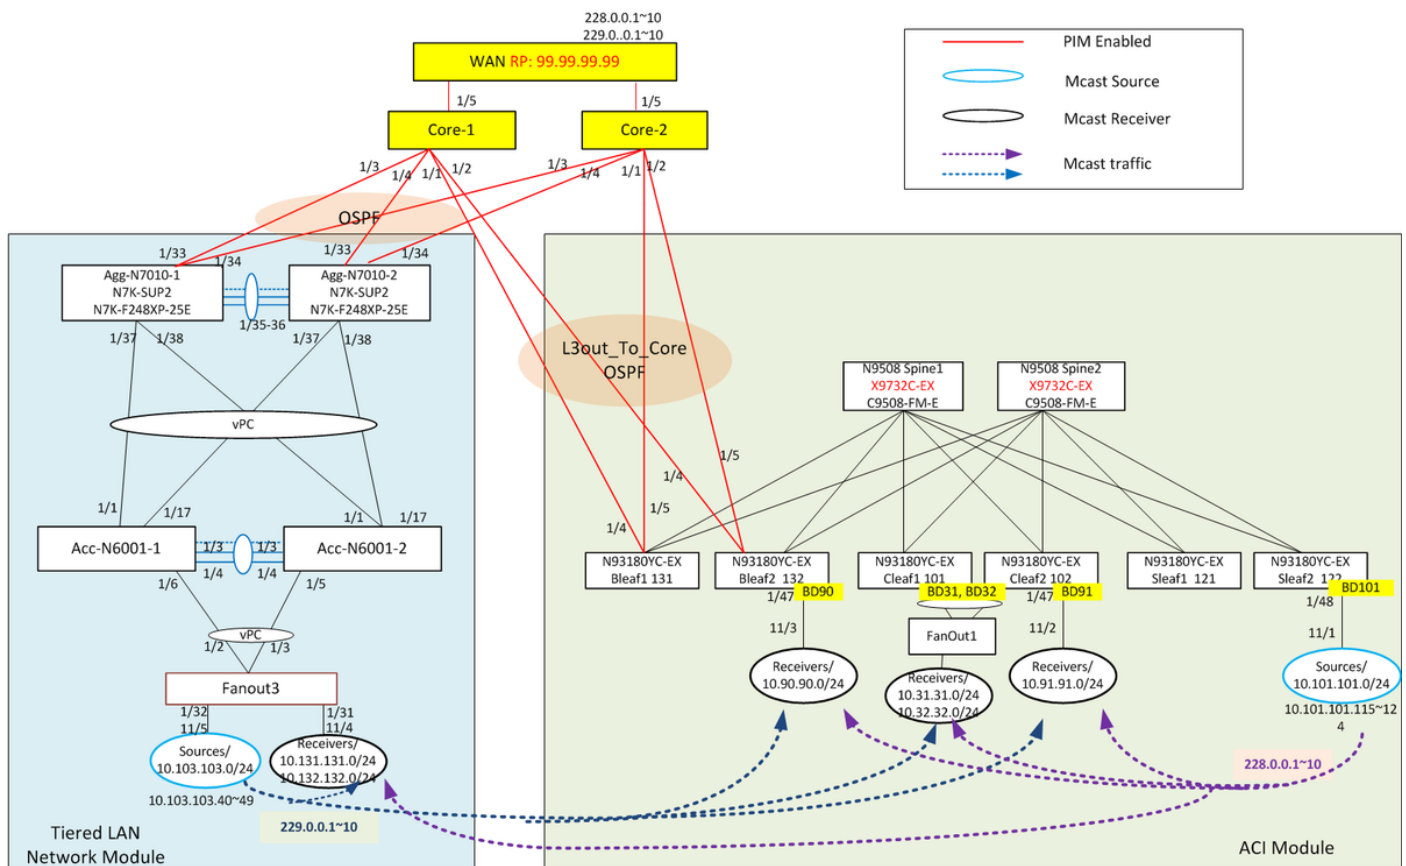 228.0.0.1~10
229.0..0.1~10
WAN RP: 99.99.99.99
PIM Enabled
Mcast Source
Mcast Receiver
Mcast traffic
1/5
1/5
Core-1
Core-2
1/3
1/4
1/1
1/2
1/3
1/4
1/1
1/2
OSPF
1/33
1/34
1/33
1/34
Agg-N7010-1
N7K-SUP2
N7K-F248XP-25E
Agg-N7010-2
N7K-SUP2
N7K-F248XP-25E
1/35-36
1/37
1/38
1/37
1/38
L3out_To_Core
OSPF
N9508 Spine1
X9732C-EX
C9508-FM-E
N9508 Spine2
X9732C-EX
C9508-FM-E
vPC
1/4
1/5
1/5
1/4
1/1
1/17
1/1
1/17
Acc-N6001-1
1/3
1/4
1/3
1/4
Acc-N6001-2
1/6
1/5
N93180YC-EX
Bleaf1 131
N93180YC-EX
Bleaf2 132
N93180YC-EX
Cleaf1 101
N93180YC-EX
Cleaf2 102
N93180YC-EX
Sleaf1 121
N93180YC-EX
Sleaf2 122
1/47
BD90
BD31, BD32
1/47
BD91
BD101
1/48
11/3
FanOut1
11/2
11/1
vPC
1/2
1/3
Fanout3
1/32
11/5
1/31
11/4
Receivers/
10.90.90.0/24
Receivers/
10.31.31.0/24
10.32.32.0/24
Receivers/
10.91.91.0/24
Sources/
10.101.101.0/24
10.101.101.115~12
4
Sources/
10.103.103.0/24
Receivers/
10.131.131.0/24
10.132.132.0/24
10.103.103.40~49
228.0.0.1~10
229.0.0.1~10
Tiered LAN
Network Module
ACI Module